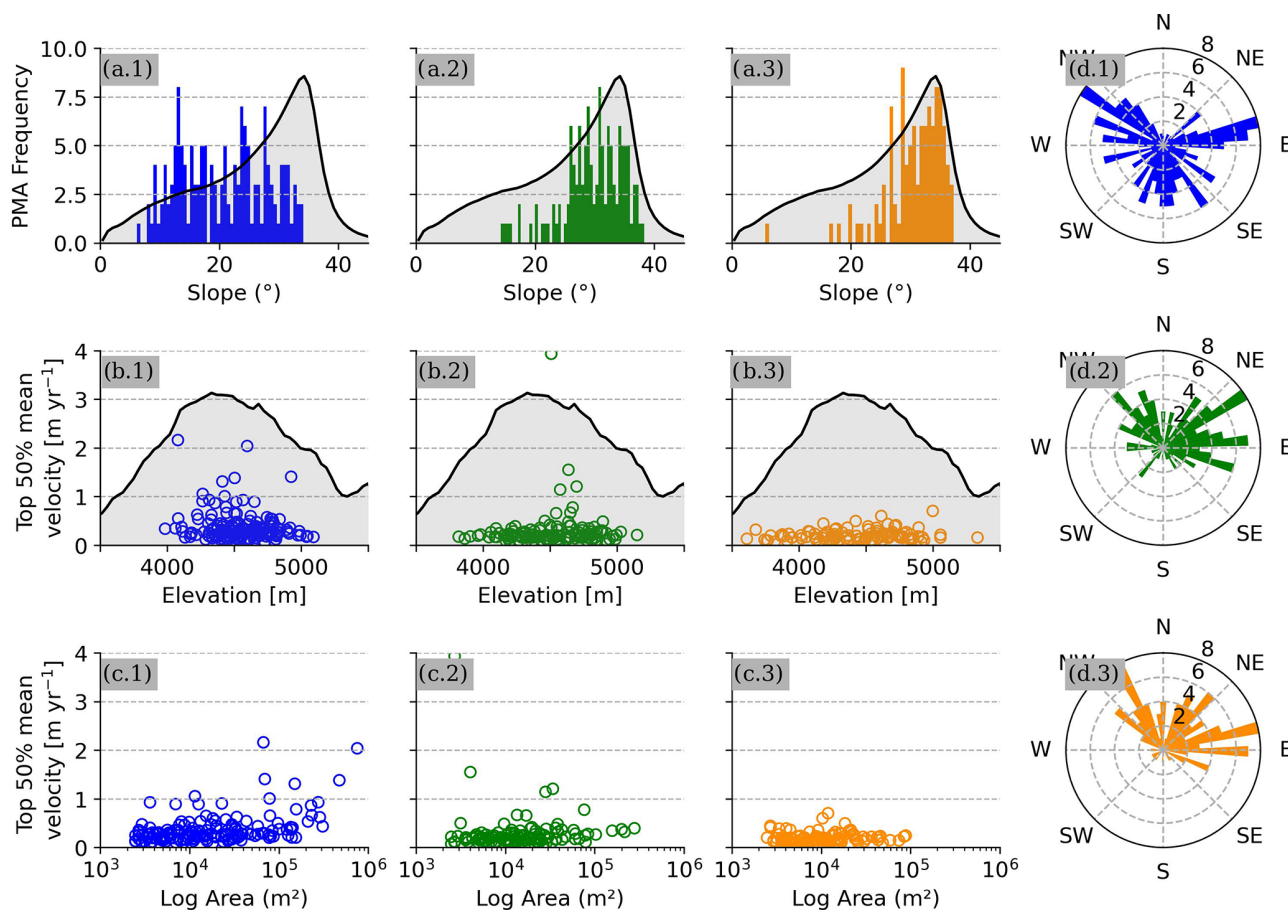 10.0
7.5
5.0
2.5
0.0
PMA Frequency
(a.1)
0 20 40
Slope (°)
(a.2)
0 20 40
Slope (°)
(a.3)
0 20 40
Slope (°)
(d.1)
N
NE
E
SE
S
SW
W
NW
2
4
6
8
4
3
2
1
0
Top 50% mean
velocity [m yr⁻¹]
(b.1)
4000 5000
Elevation [m]
(b.2)
4000 5000
Elevation [m]
(b.3)
4000 5000
Elevation [m]
(d.2)
N
NE
E
SE
S
SW
W
NW
2
4
6
8
4
3
2
1
0
Top 50% mean
velocity [m yr⁻¹]
(c.1)
10³ 10⁴ 10⁵ 10⁶
Log Area (m²)
(c.2)
10³ 10⁴ 10⁵ 10⁶
Log Area (m²)
(c.3)
10³ 10⁴ 10⁵ 10⁶
Log Area (m²)
(d.3)
N
NE
E
SE
S
SW
W
NW
2
4
6
8